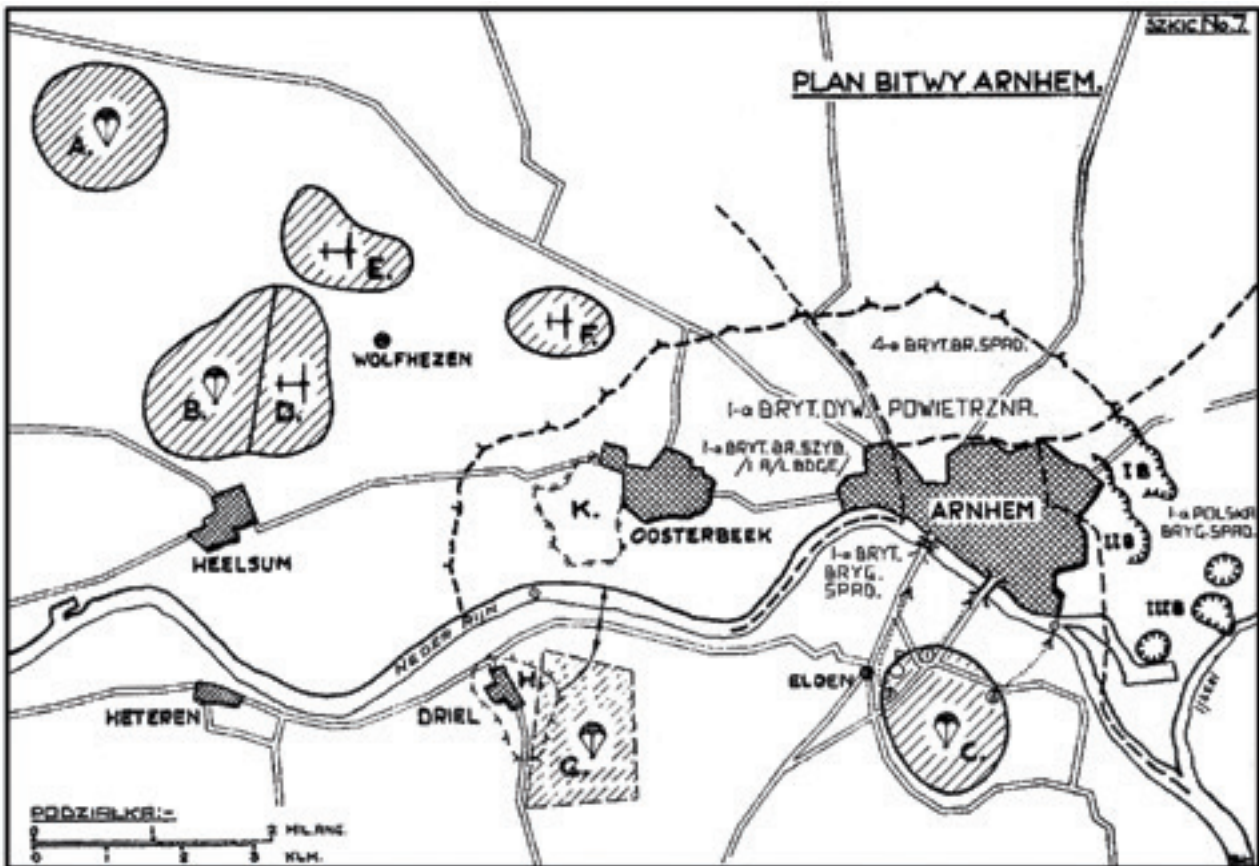 SZKIC No.7.
PLAN BITWY ARNHEM.
A.
E.
F.
WOLFHEZEN
B.
D.
4-a BRYT. BR. SPAD.
1-a BRYT. DYW. POWIETRZNA.
1-a BRYT. BR. SZYB.
/1 A/L BDGE/
K.
OOSTERBEEK
ARNHEM
I B
II B
1-a POLSKA
BRYG. SPAD.
III B
HEELSUM
1-a BRYT.
BRYG.
SPAD.
NEDER RIJN
HETEREN
DRIEL
H.
G.
ELDEN
C.
PODZIAŁKA:-
0 2 MIL. ANG.
0 1 2 3 KLM.